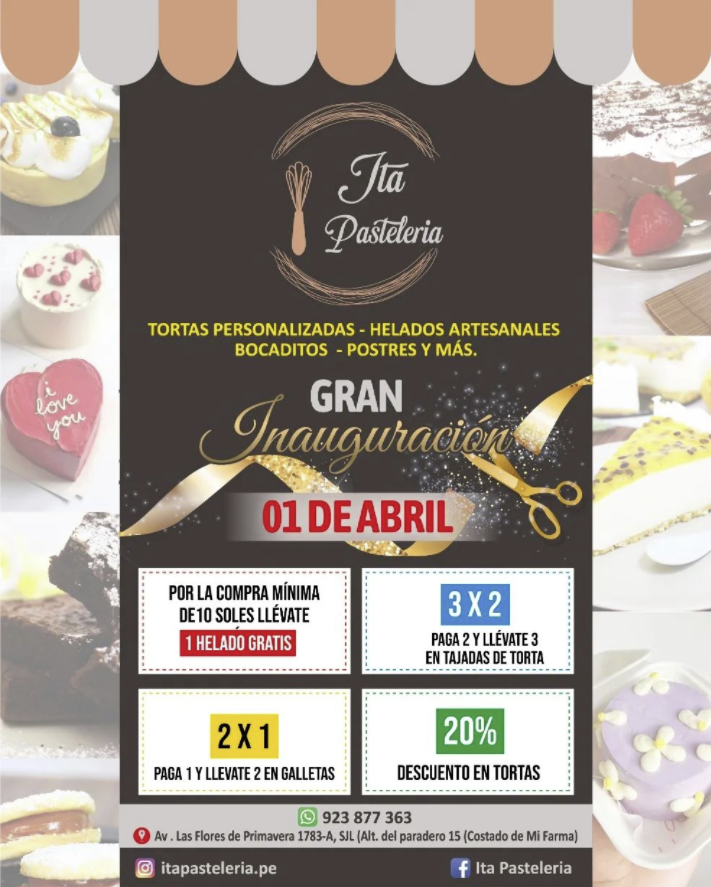 Ita
Pasteleria
TORTAS PERSONALIZADAS - HELADOS ARTESANALES
BOCADITOS - POSTRES Y MÁS.
GRAN
Inauguración
01 DE ABRIL
POR LA COMPRA MÍNIMA
DE10 SOLES LLÉVATE
1 HELADO GRATIS
3 X 2
PAGA 2 Y LLÉVATE 3
EN TAJADAS DE TORTA
2 X 1
PAGA 1 Y LLEVATE 2 EN GALLETAS
20%
DESCUENTO EN TORTAS
923 877 363
Av . Las Flores de Primavera 1783-A, SJL (Alt. del paradero 15 (Costado de Mi Farma)
itapasteleria.pe
Ita Pasteleria
i
love
you